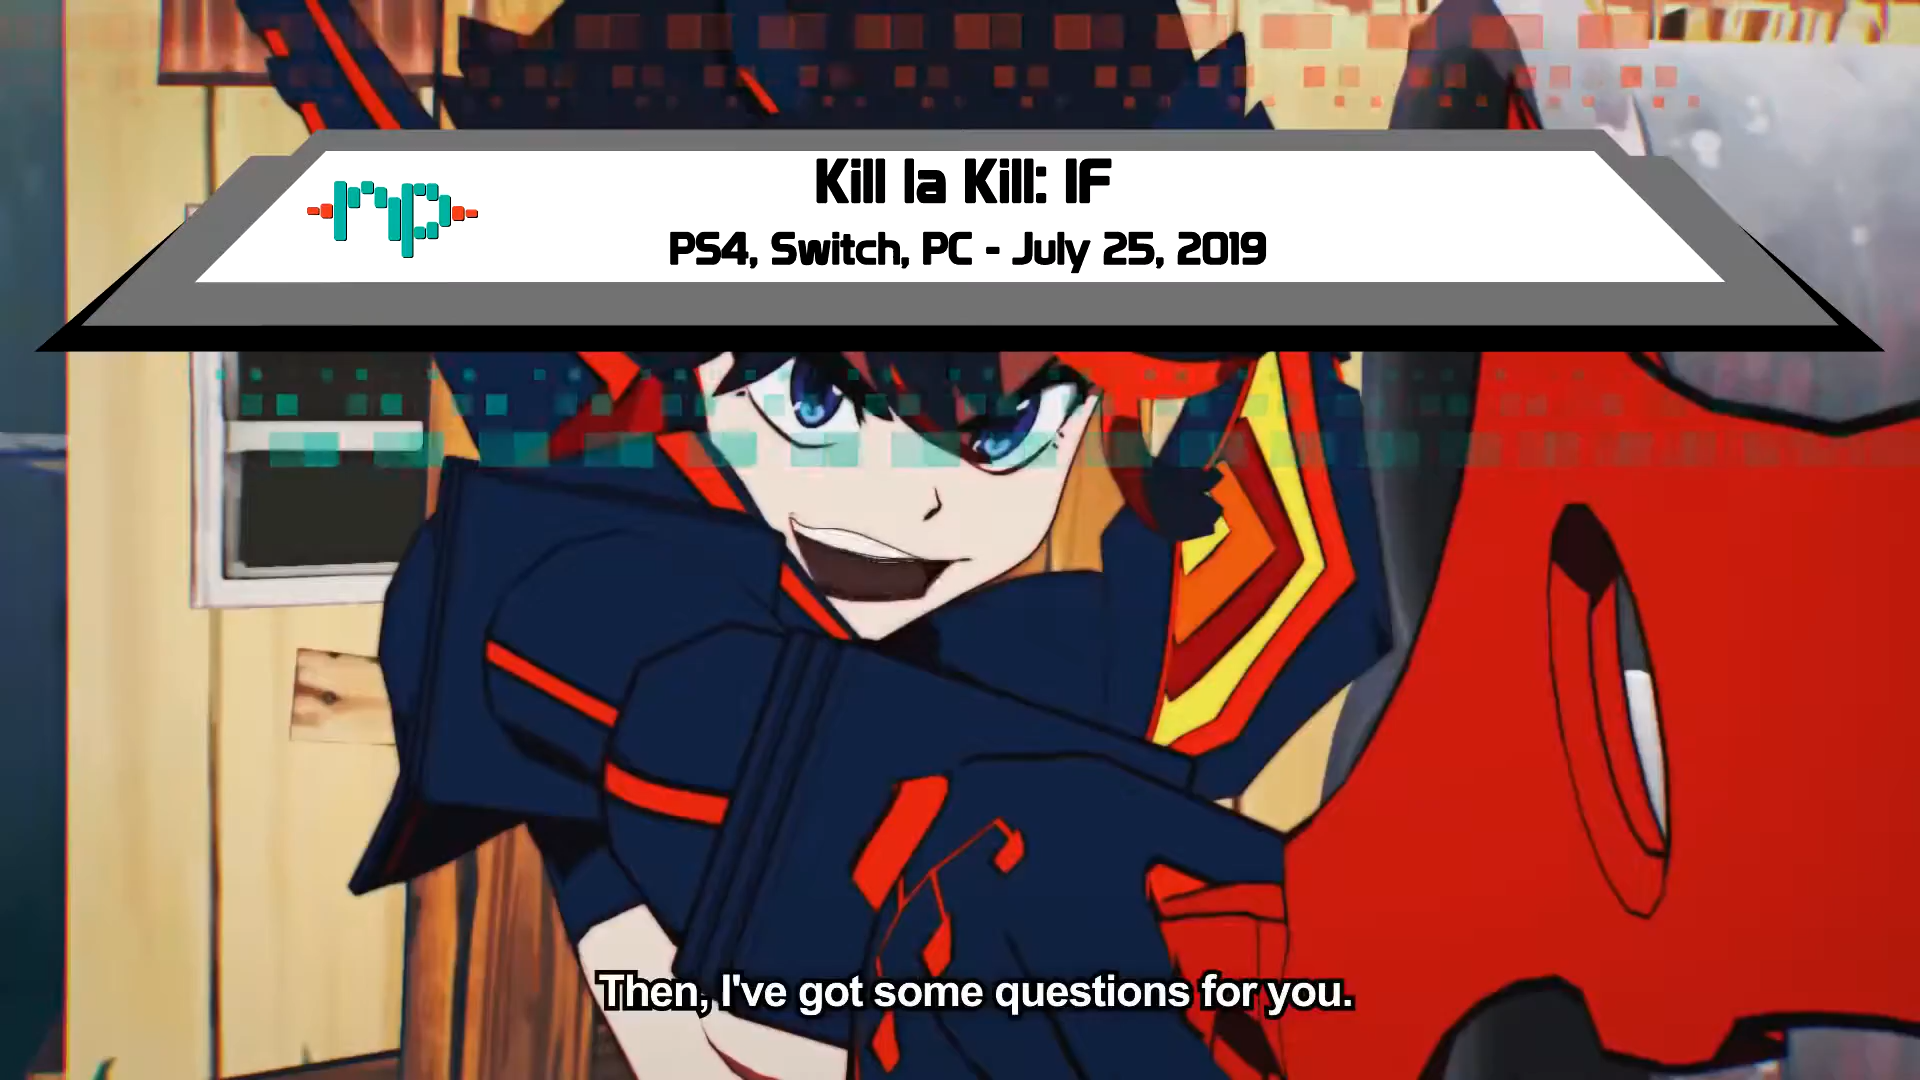 Kill la Kill: IF
PS4, Switch, PC - July 25, 2019
Then, I've got some questions for you.